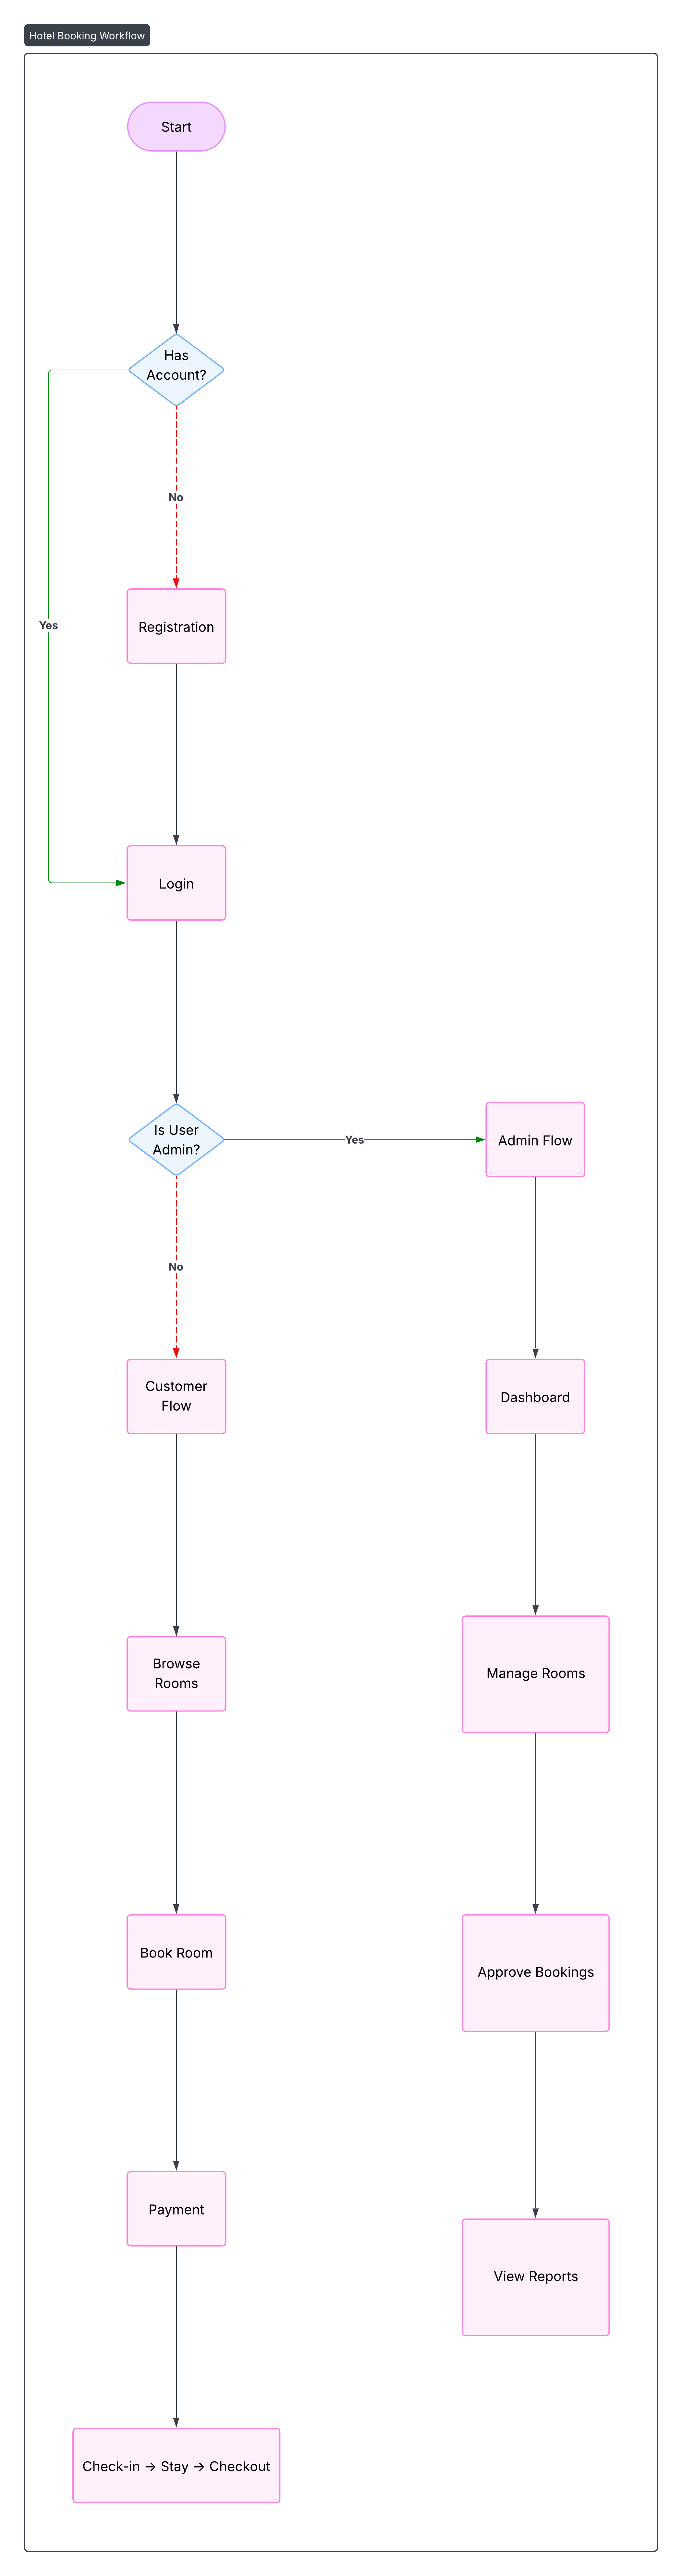 Hotel Booking Workflow
Start
Has
Account?
No
Yes
Registration
Login
Is User
Admin?
Yes
Admin Flow
No
Customer
Flow
Dashboard
Browse
Rooms
Manage Rooms
Book Room
Approve Bookings
Payment
View Reports
Check-in → Stay → Checkout